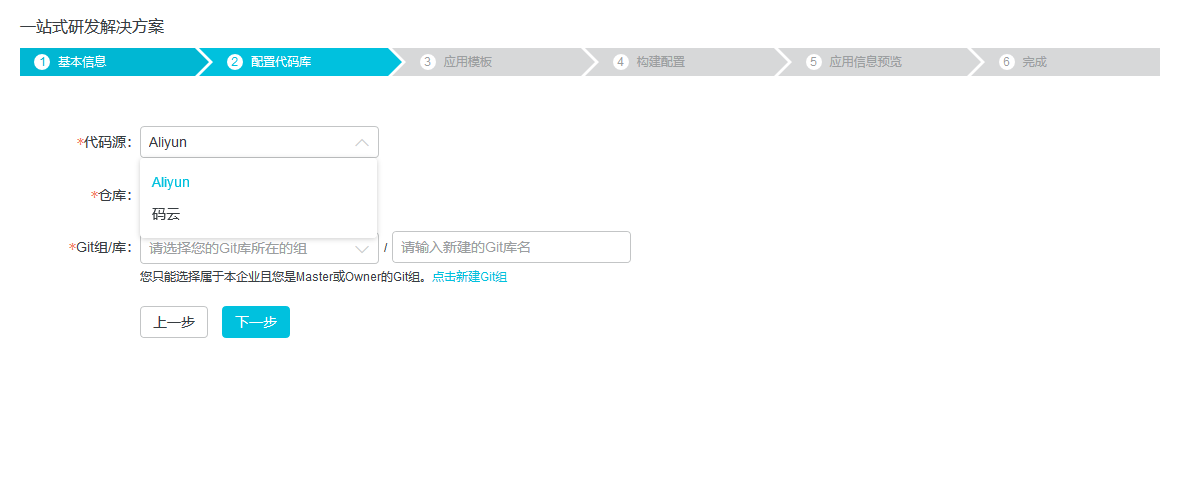 一站式研发解决方案
1 基本信息 2 配置代码库 3 应用模板 4 构建配置 5 应用信息预览 6 完成
*代码源: Aliyun
Aliyun
*仓库:
码云
*Git组/库: 请选择您的Git库所在的组 / 请输入新建的Git库名
您只能选择属于本企业且您是Master或Owner的Git组。点击新建Git组
上一步 下一步